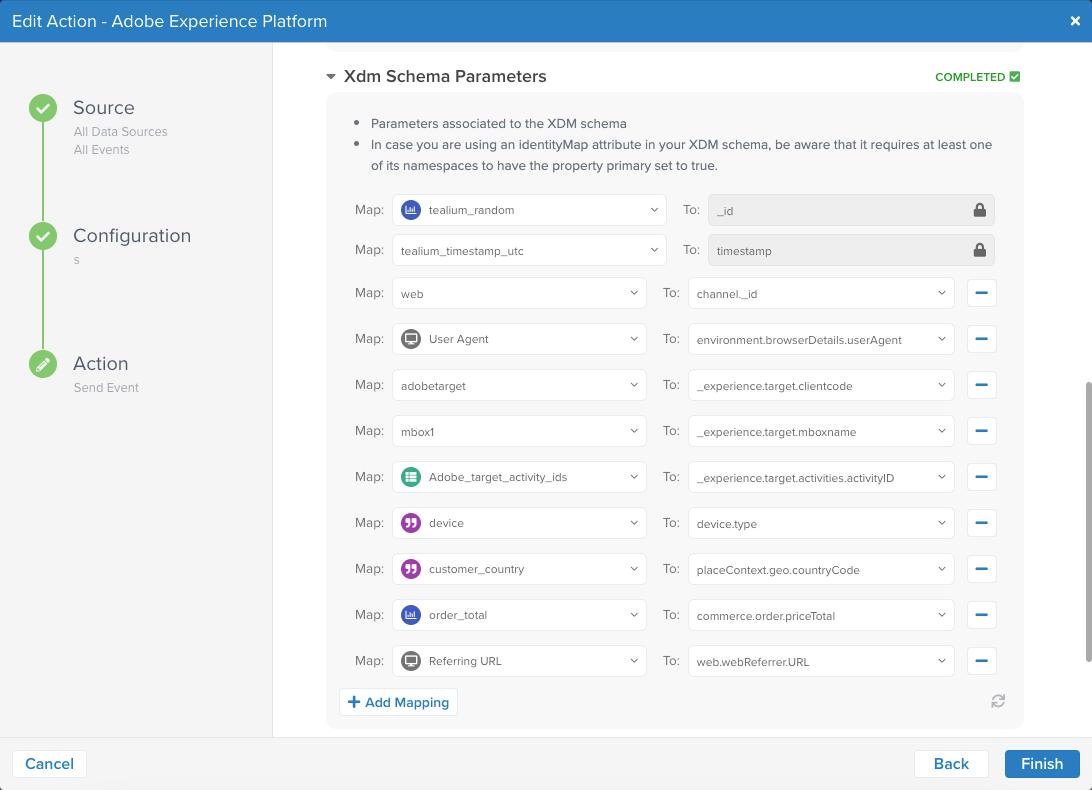 Edit Action - Adobe Experience Platform
Source
All Data Sources
All Events
Configuration
s
Action
Send Event
Xdm Schema Parameters COMPLETED
Parameters associated to the XDM schema
In case you are using an identityMap attribute in your XDM schema, be aware that it requires at least one
of its namespaces to have the property primary set to true.
Map: tealium_random To: _id
Map: tealium_timestamp_utc To: timestamp
Map: web To: channel._id
Map: User Agent To: environment.browserDetails.userAgent
Map: adobetarget To: _experience.target.clientcode
Map: mbox1 To: _experience.target.mboxname
Map: Adobe_target_activity_ids To: _experience.target.activities.activityID
Map: device To: device.type
Map: customer_country To: placeContext.geo.countryCode
Map: order_total To: commerce.order.priceTotal
Map: Referring URL To: web.webReferrer.URL
Add Mapping
Cancel Back Finish